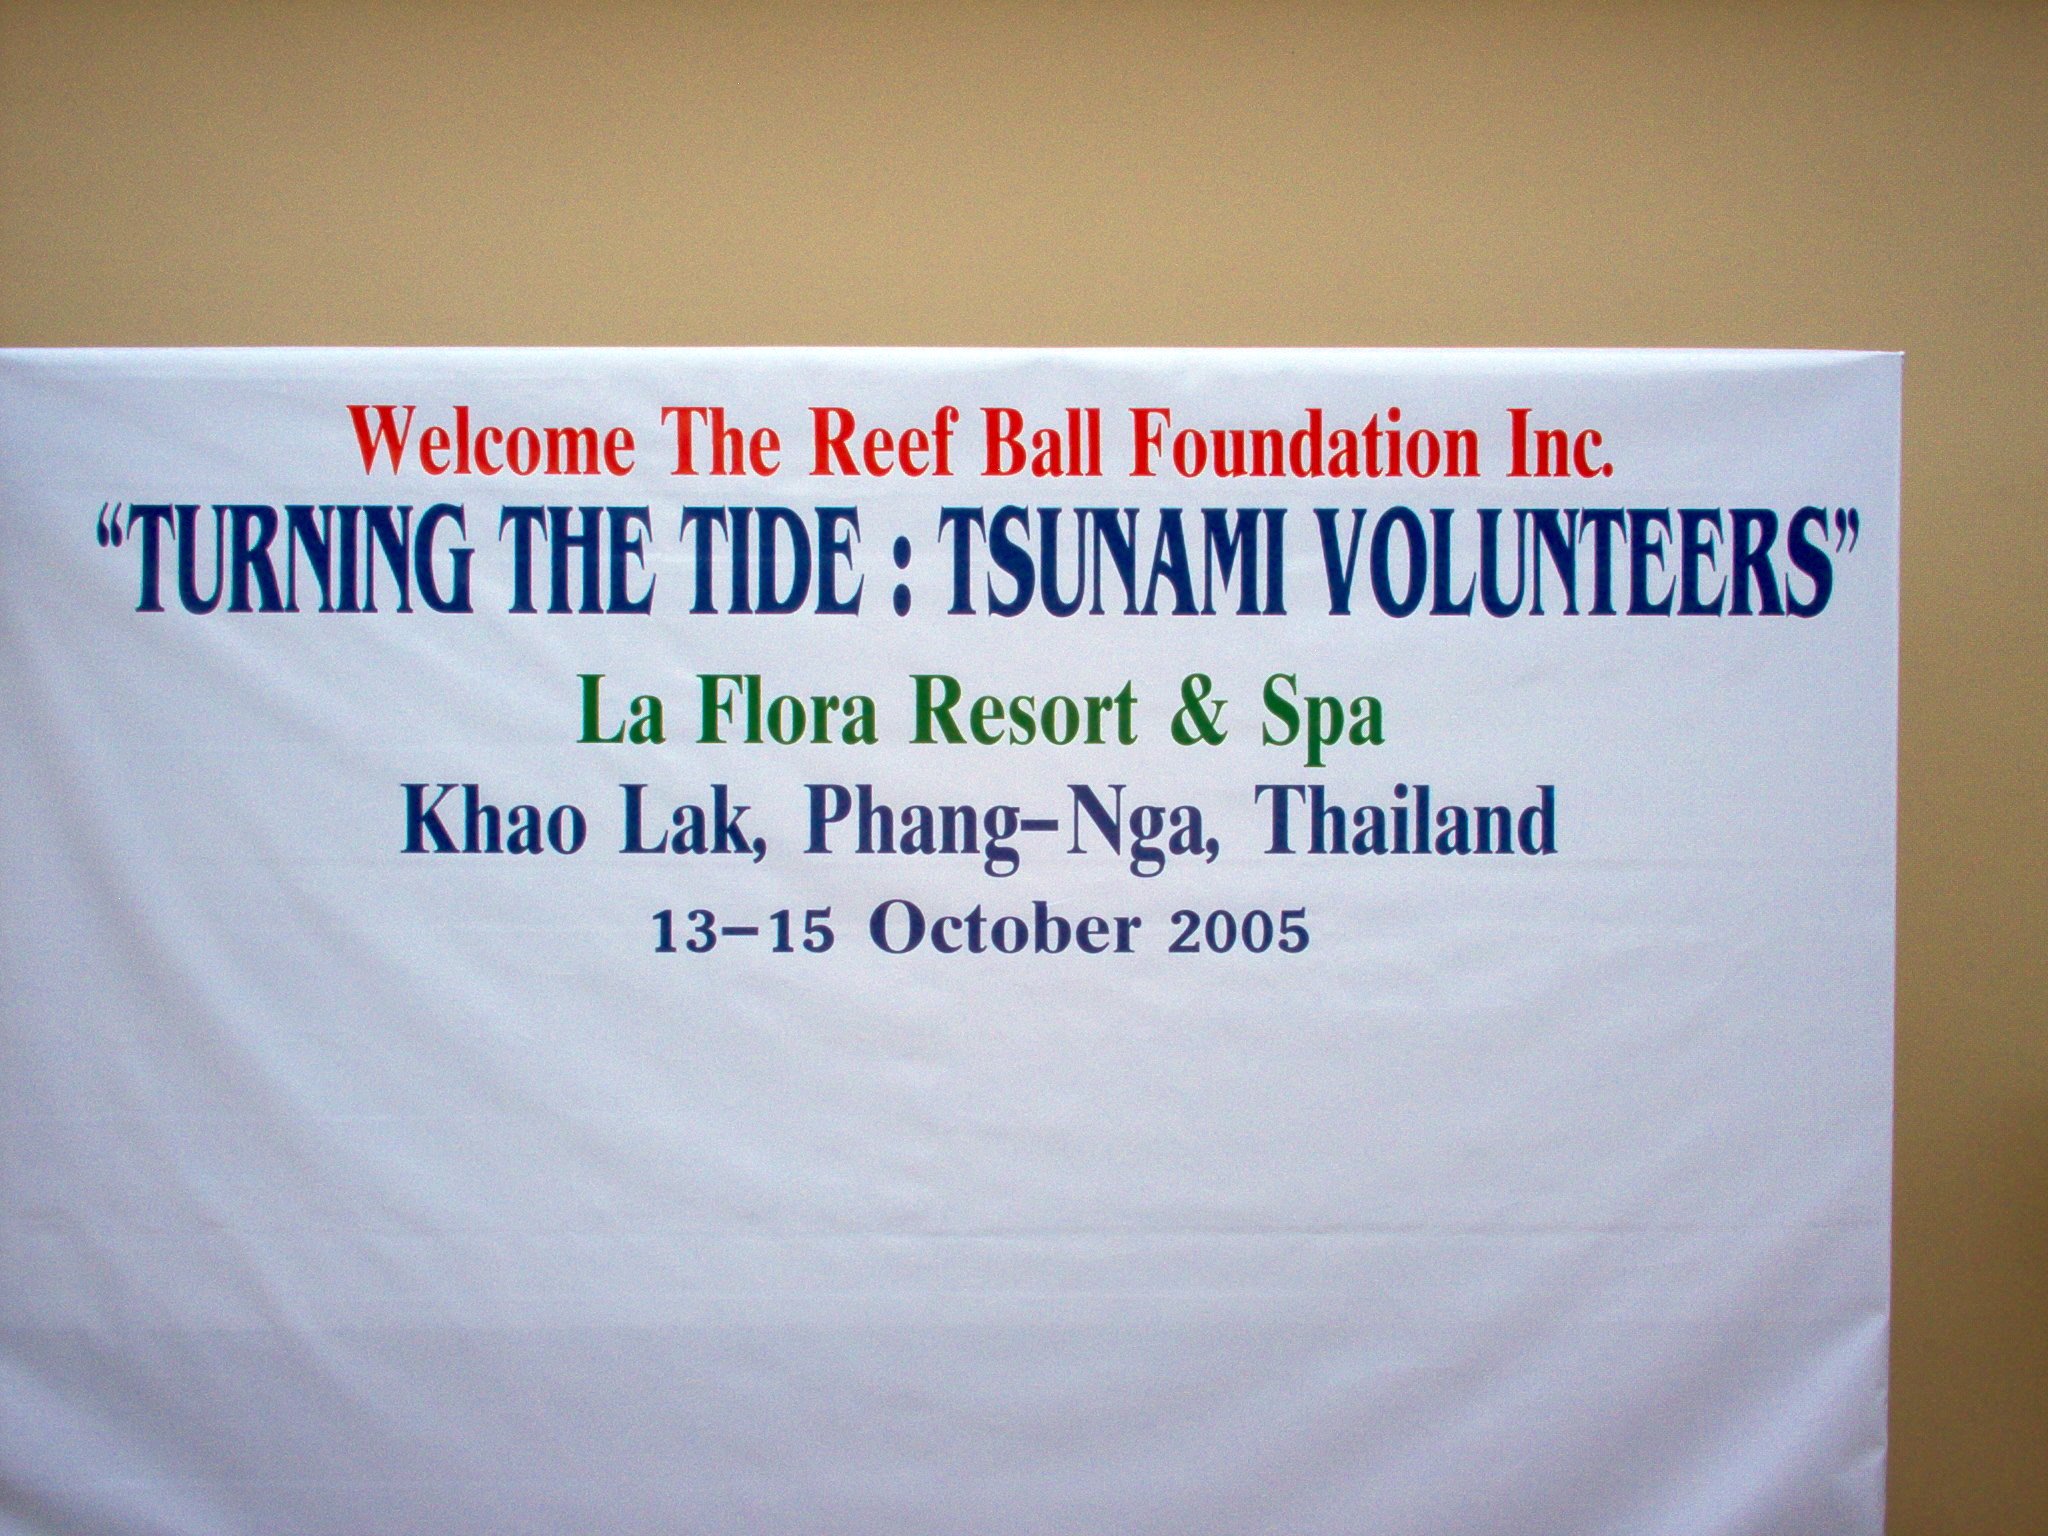 Welcome The Reef Ball Foundation Inc.
“TURNING THE TIDE : TSUNAMI VOLUNTEERS”
La Flora Resort & Spa
Khao Lak, Phang-Nga, Thailand
13-15 October 2005